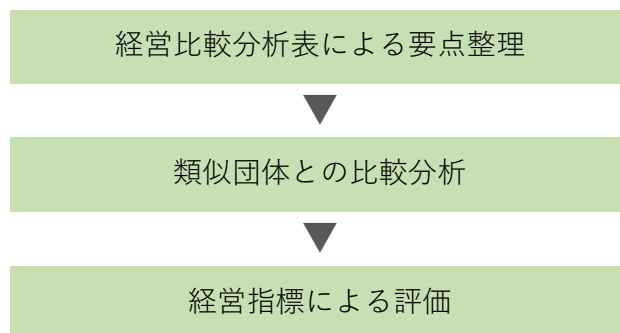 経営比較分析表による要点整理
類似団体との比較分析
経営指標による評価